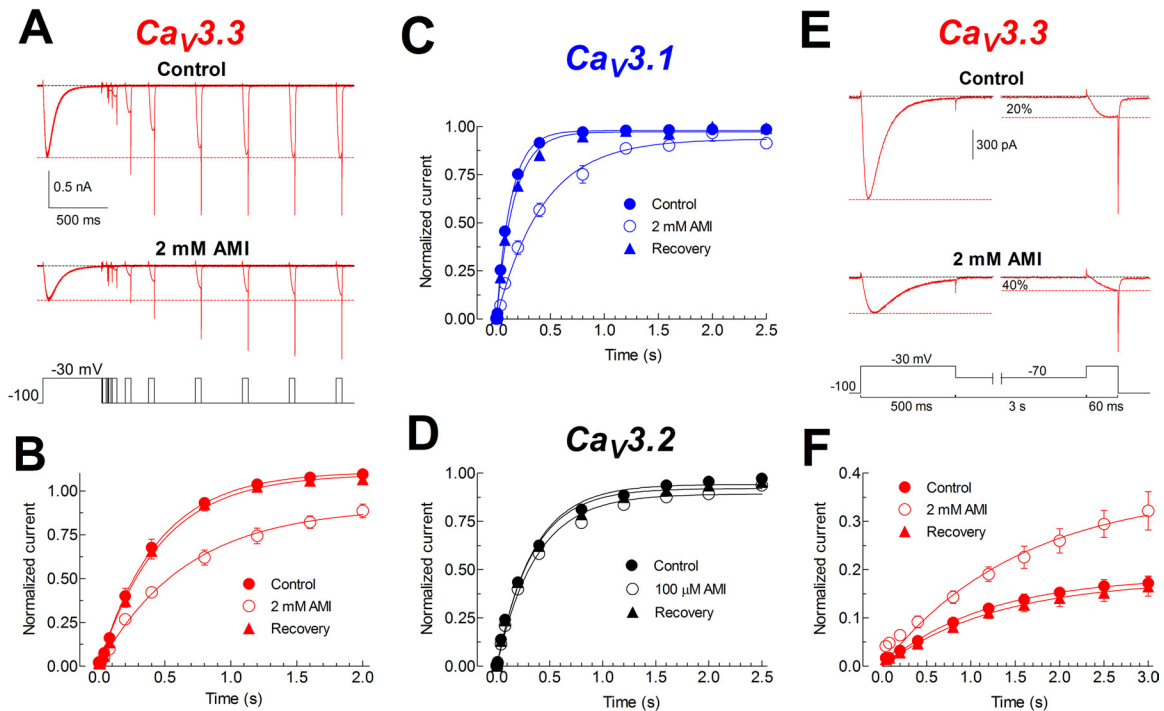 A
CaV3.3
Control
0.5 nA
500 ms
2 mM AMI
-30 mV
-100
B
Normalized current
1.00
0.75
0.50
0.25
0.00
Control
2 mM AMI
Recovery
0.0 0.5 1.0 1.5 2.0
Time (s)
C
CaV3.1
Normalized current
1.00
0.75
0.50
0.25
0.00
Control
2 mM AMI
Recovery
0.0 0.5 1.0 1.5 2.0 2.5
Time (s)
D
CaV3.2
Normalized current
1.00
0.75
0.50
0.25
0.00
Control
100 μM AMI
Recovery
0.0 0.5 1.0 1.5 2.0 2.5
Time (s)
E
CaV3.3
Control
20%
300 pA
2 mM AMI
40%
-30 mV
-70
-100
500 ms 3 s 60 ms
F
Normalized current
0.4
0.3
0.2
0.1
0.0
Control
2 mM AMI
Recovery
0.0 0.5 1.0 1.5 2.0 2.5 3.0
Time (s)